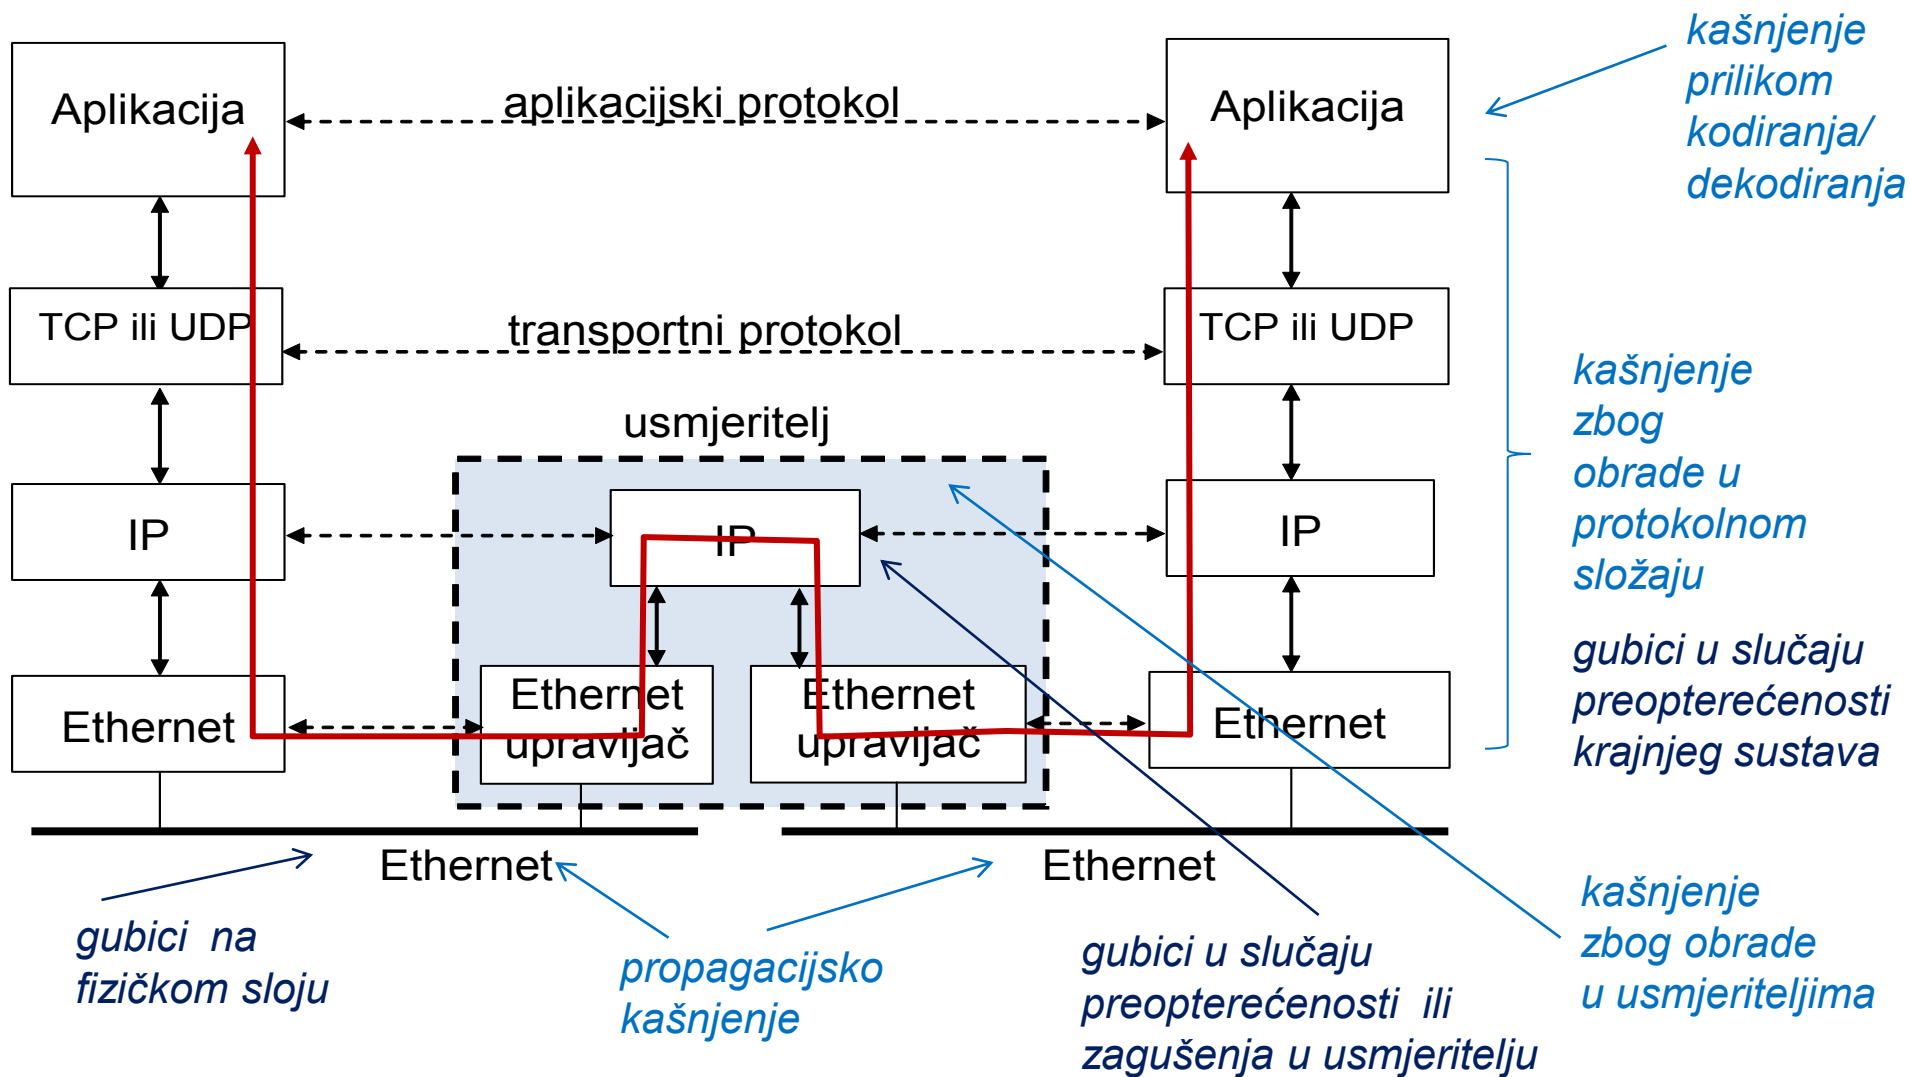 kašnjenje
prilikom
kodiranja/
dekodiranja
Aplikacija
aplikacijski protokol
Aplikacija
TCP ili UDP
transportni protokol
TCP ili UDP
kašnjenje
zbog
obrade u
protokolnom
složaju
usmjeritelj
IP
IP
IP
gubici u slučaju
preopterećenosti
krajnjeg sustava
Ethernet
Ethernet
upravljač
Ethernet
upravljač
Ethernet
Ethernet
Ethernet
gubici na
fizičkom sloju
propagacijsko
kašnjenje
gubici u slučaju
preopterećenosti ili
zagušenja u usmjeritelju
kašnjenje
zbog obrade
u usmjeriteljima